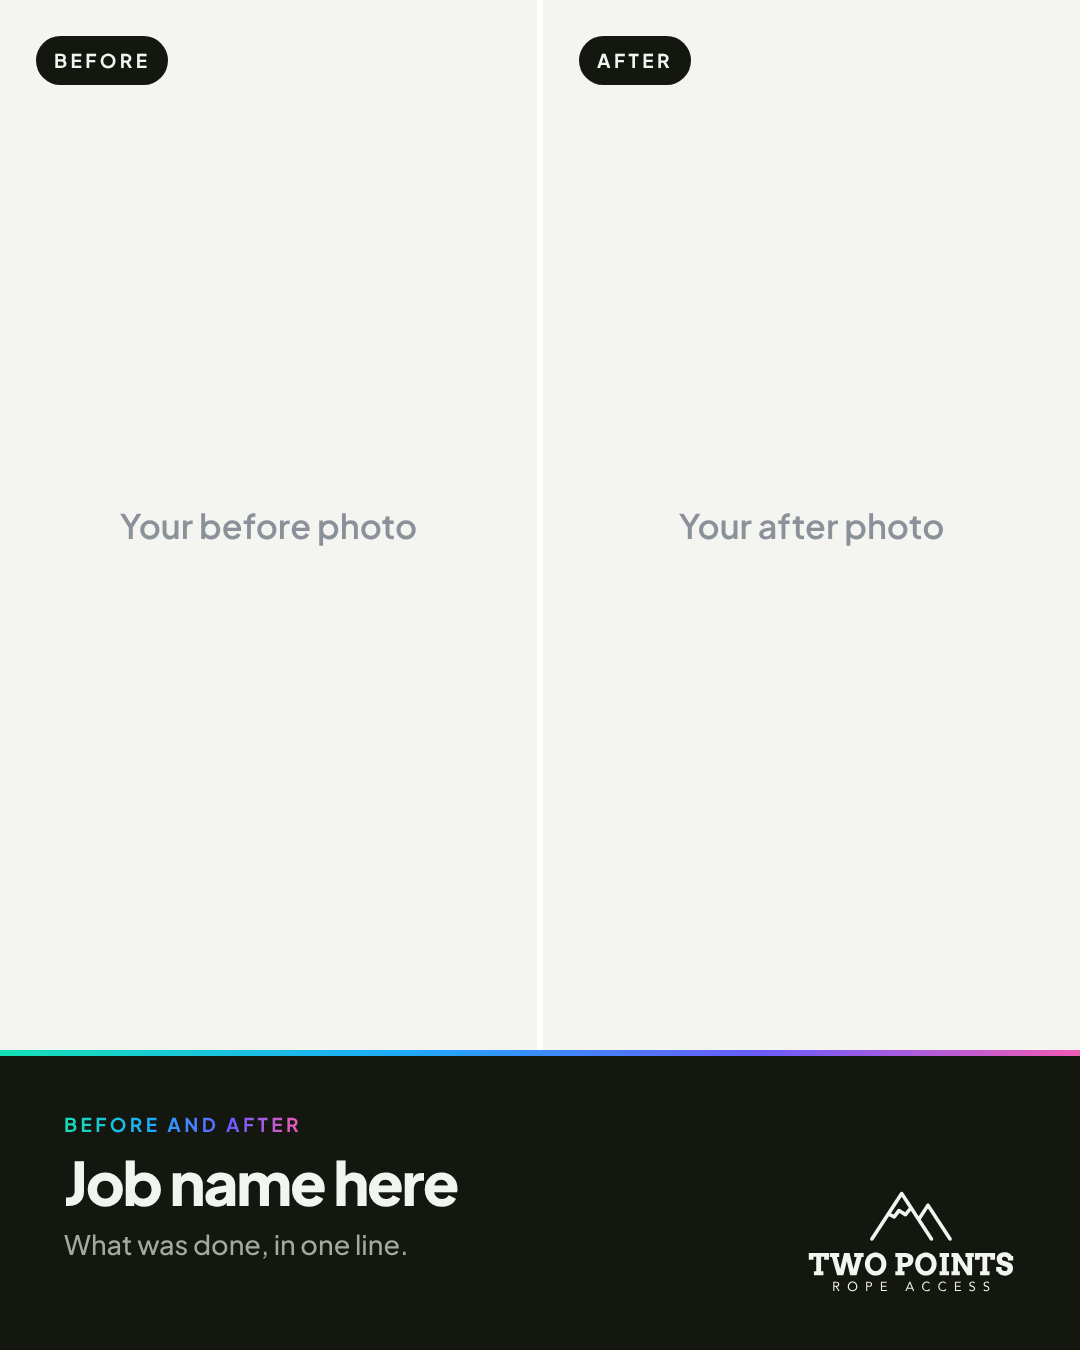 BEFORE
AFTER
Your before photo
Your after photo
BEFORE AND AFTER
Job name here
What was done, in one line.
TWO POINTS
ROPE ACCESS